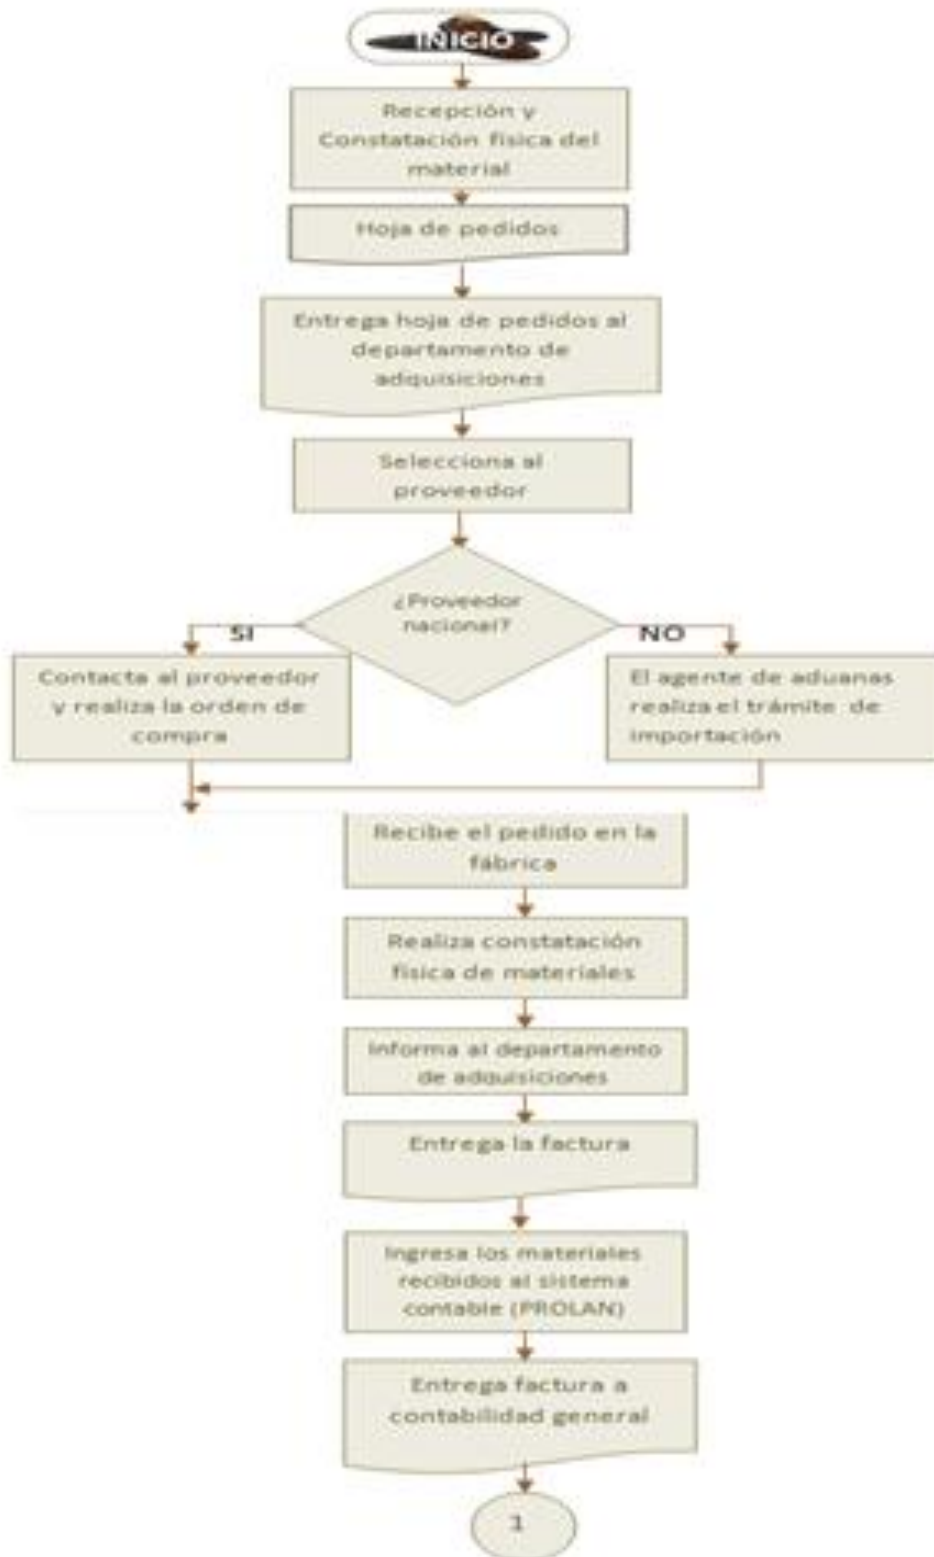 INICIO
Recepción y
Constatación física del
material
Hoja de pedidos
Entrega hoja de pedidos al
departamento de
adquisiciones
Selecciona al
proveedor
¿Proveedor
nacional?
SI
NO
Contacta al proveedor
y realiza la orden de
compra
El agente de aduanas
realiza el trámite de
importación
Recibe el pedido en la
fábrica
Realiza constatación
física de materiales
Informa al departamento
de adquisiciones
Entrega la factura
Ingresa los materiales
recibidos al sistema
contable (PROLAN)
Entrega factura a
contabilidad general
1